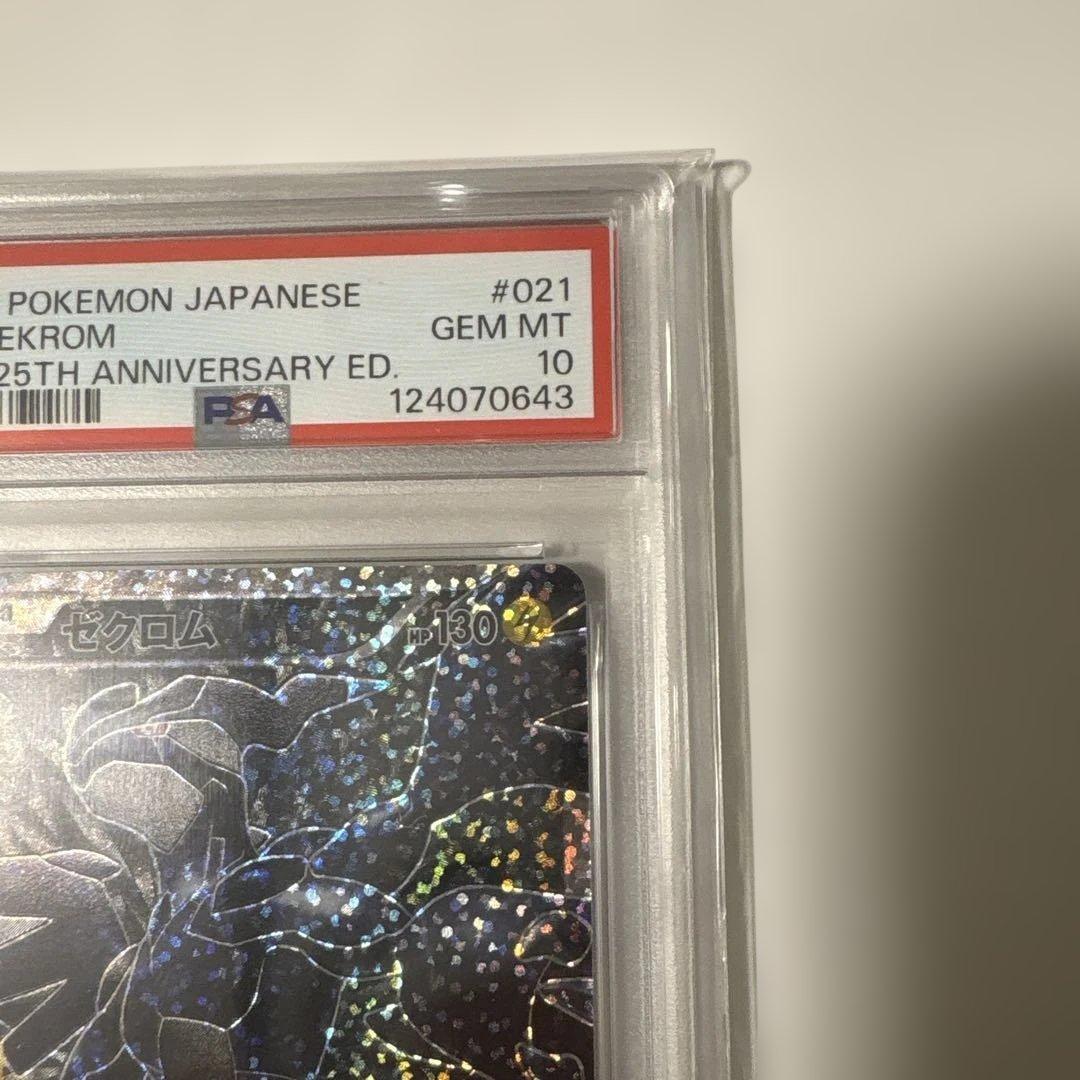 POKEMON JAPANESE #021
EKROM GEM MT
25TH ANNIVERSARY ED. 10
PSA 124070643
ゼクロム HP130